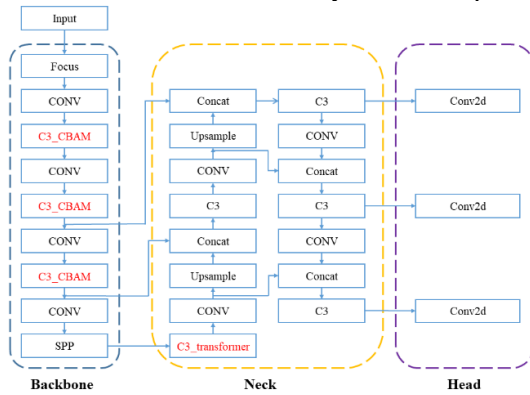 Input
Focus
CONV
C3_CBAM
CONV
C3_CBAM
CONV
C3_CBAM
CONV
SPP
Backbone
Concat
Upsample
CONV
C3
Concat
Upsample
CONV
C3_transformer
C3
CONV
Concat
C3
CONV
Concat
C3
Neck
Conv2d
Conv2d
Conv2d
Head